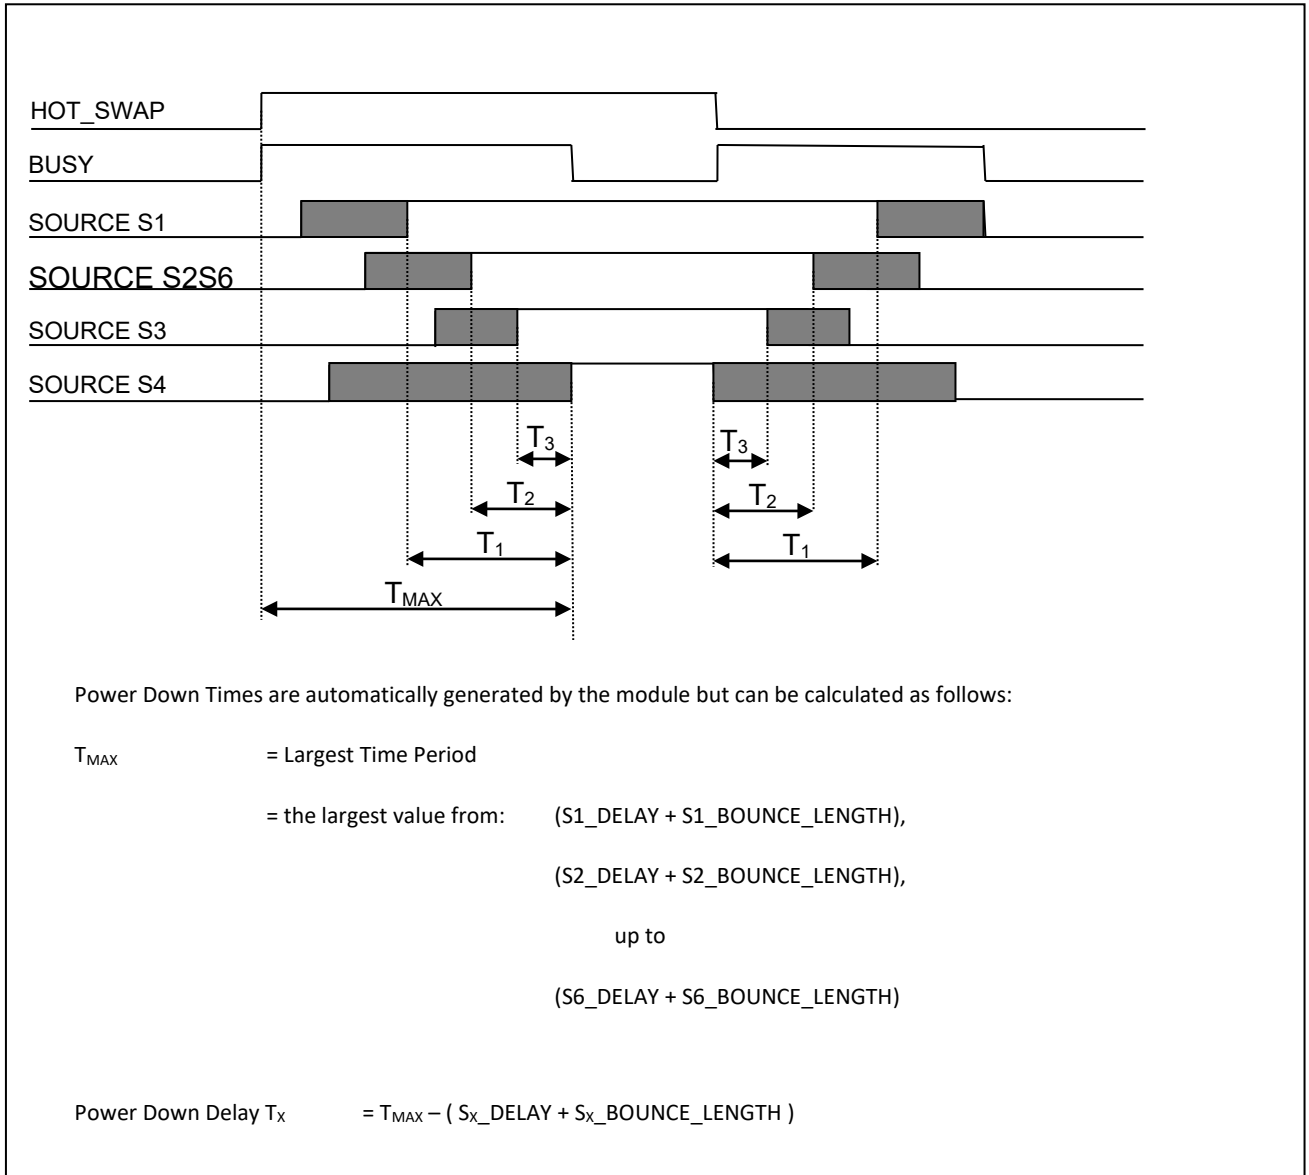 HOT_SWAP
BUSY
SOURCE S1
SOURCE S2S6
SOURCE S3
SOURCE S4
T3 T3
T2 T2
T1 T1
TMAX
Power Down Times are automatically generated by the module but can be calculated as follows:
TMAX = Largest Time Period
= the largest value from: (S1_DELAY + S1_BOUNCE_LENGTH),
(S2_DELAY + S2_BOUNCE_LENGTH),
up to
(S6_DELAY + S6_BOUNCE_LENGTH)
Power Down Delay TX = TMAX – ( SX_DELAY + SX_BOUNCE_LENGTH )